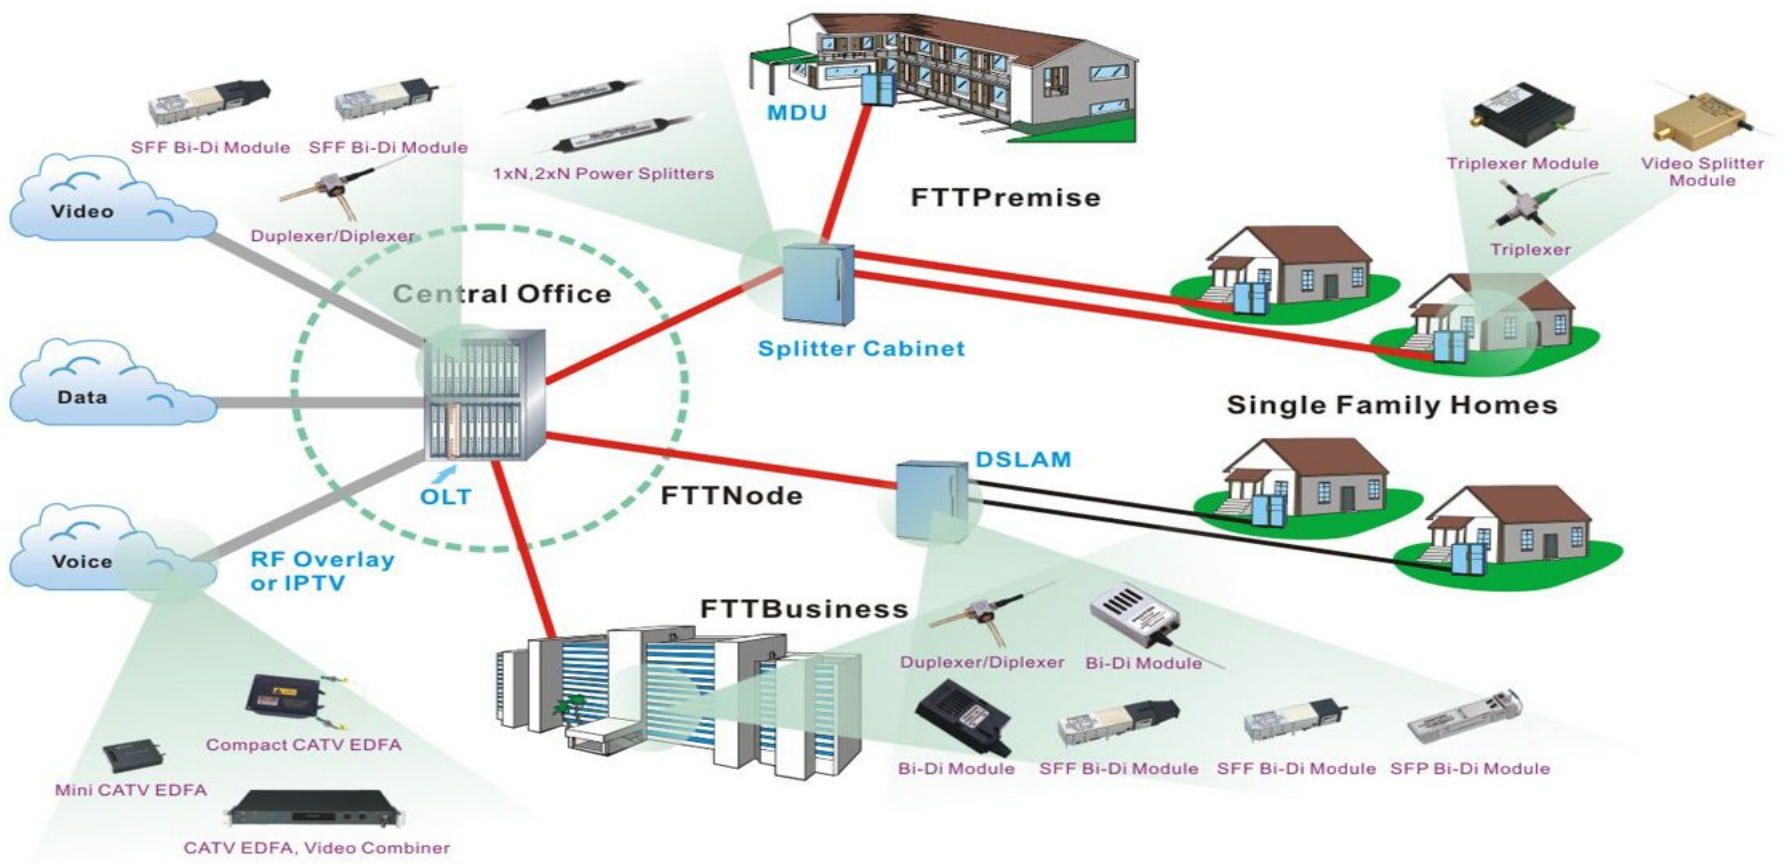 MDU
SFF Bi-Di Module
SFF Bi-Di Module
1xN,2xN Power Splitters
Triplexer Module
Video Splitter
Module
FTTPremise
Video
Duplexer/Diplexer
Triplexer
Central Office
Splitter Cabinet
Data
Single Family Homes
DSLAM
OLT
FTTNode
Voice
RF Overlay
or IPTV
FTTBusiness
Duplexer/Diplexer
Bi-Di Module
Compact CATV EDFA
Bi-Di Module
SFF Bi-Di Module
SFF Bi-Di Module
SFP Bi-Di Module
Mini CATV EDFA
CATV EDFA, Video Combiner